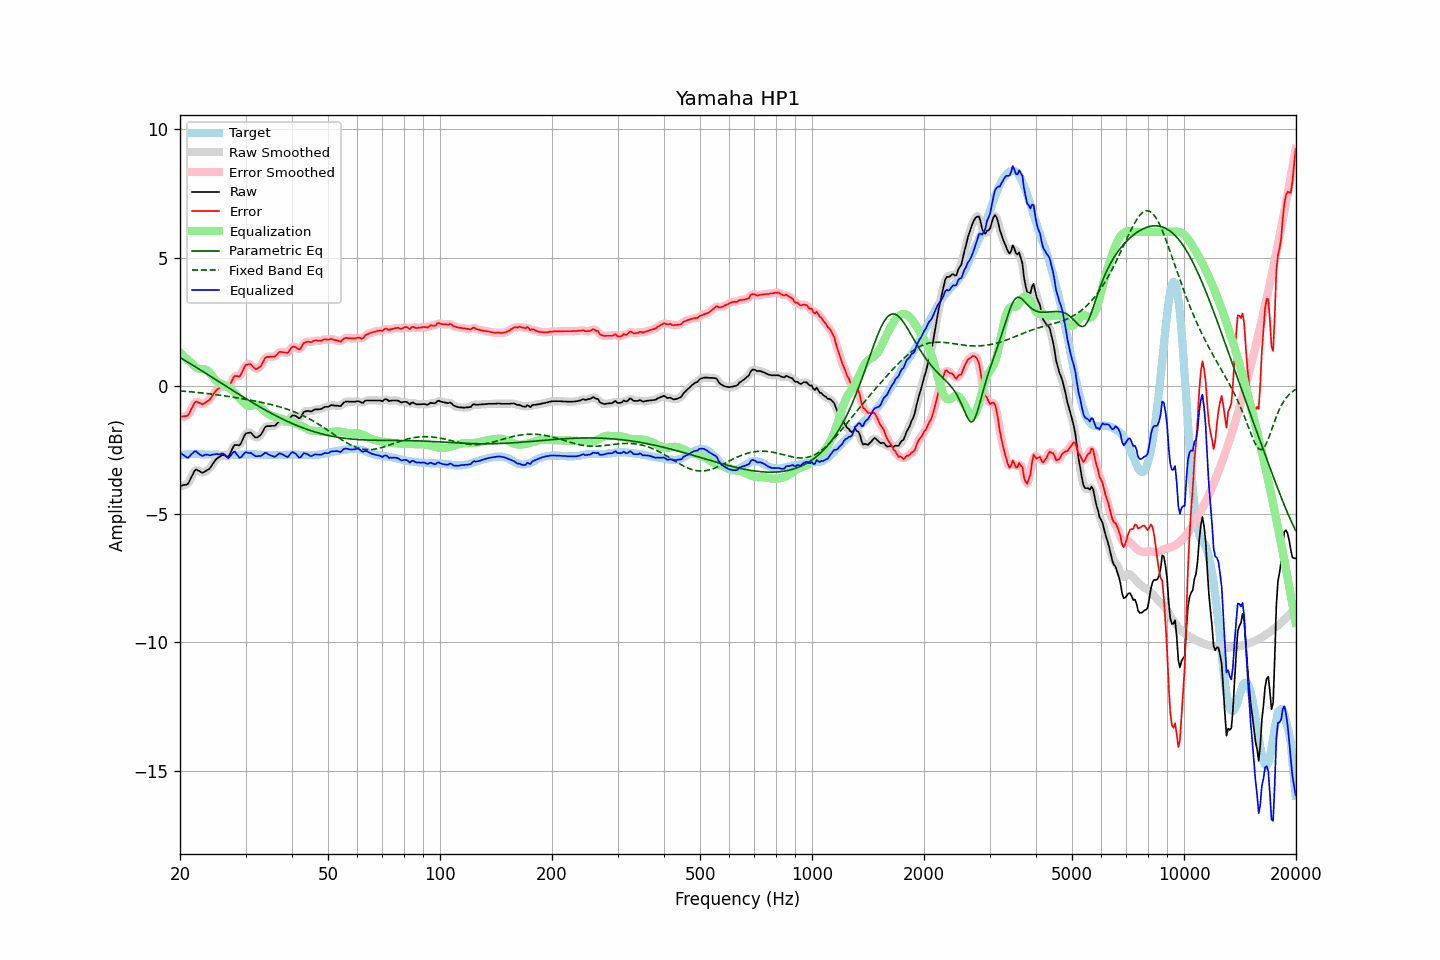 Yamaha HP1
Target
Raw Smoothed
Error Smoothed
Raw
Error
Equalization
Parametric Eq
Fixed Band Eq
Equalized
10
5
0
−5
−10
−15
Amplitude (dBr)
20 50 100 200 500 1000 2000 5000 10000 20000
Frequency (Hz)